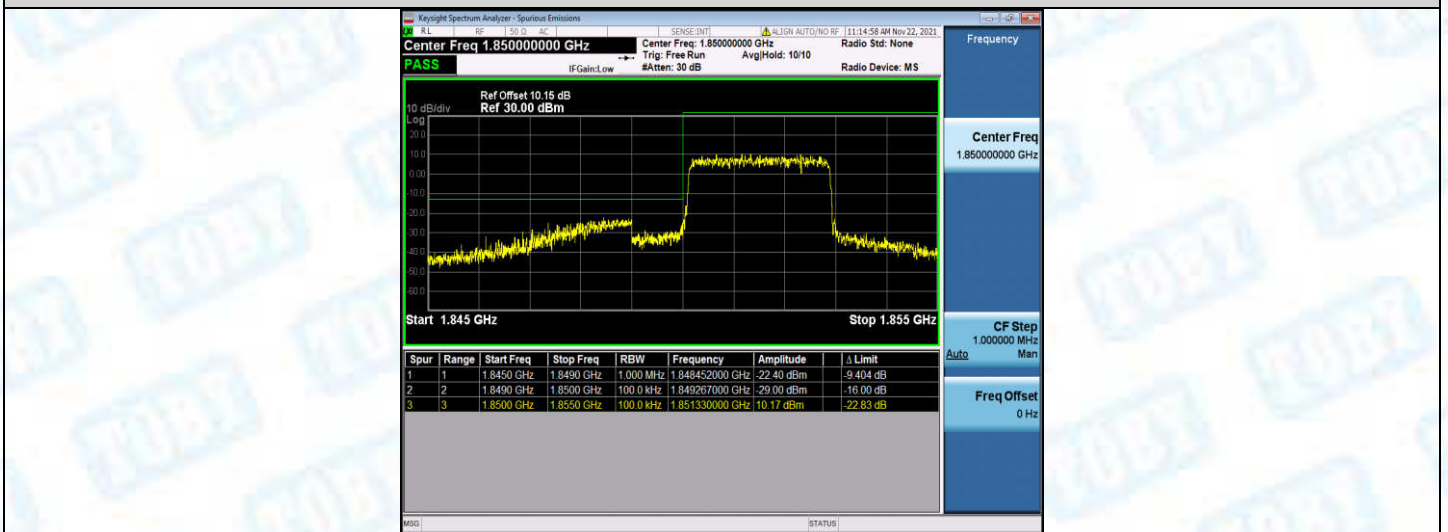 Keysight Spectrum Analyzer - Spurious Emissions
RL RF 50 Ω AC SENSE:INT ALIGN AUTO/NO RF 11:14:58 AM Nov 22, 2021
Center Freq 1.850000000 GHz Center Freq: 1.850000000 GHz Radio Std: None
Trig: Free Run Avg|Hold: 10/10
PASS IFGain:Low #Atten: 30 dB Radio Device: MS
Ref Offset 10.15 dB
10 dB/div Ref 30.00 dBm
Log
20.0
10.0
0.00
-10.0
-20.0
-30.0
-40.0
-50.0
-60.0
Start 1.845 GHz Stop 1.855 GHz
Spur Range Start Freq Stop Freq RBW Frequency Amplitude Δ Limit
1 1 1.8450 GHz 1.8490 GHz 1.000 MHz 1.848452000 GHz -22.40 dBm -9.404 dB
2 2 1.8490 GHz 1.8500 GHz 100.0 kHz 1.849267000 GHz -29.00 dBm -16.00 dB
3 3 1.8500 GHz 1.8550 GHz 100.0 kHz 1.851330000 GHz 10.17 dBm -22.83 dB
MSG STATUS
Frequency
Center Freq
1.850000000 GHz
CF Step
1.000000 MHz
Auto Man
Freq Offset
0 Hz